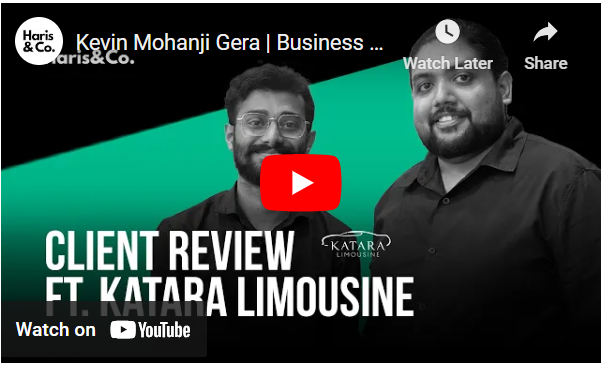 Haris
&Co.
Kevin Mohanji Gera | Business ...
Haris&Co.
Watch Later
Share
CLIENT REVIEW
KATARA
LIMOUSINE
FT. KATARA LIMOUSINE
Watch on YouTube